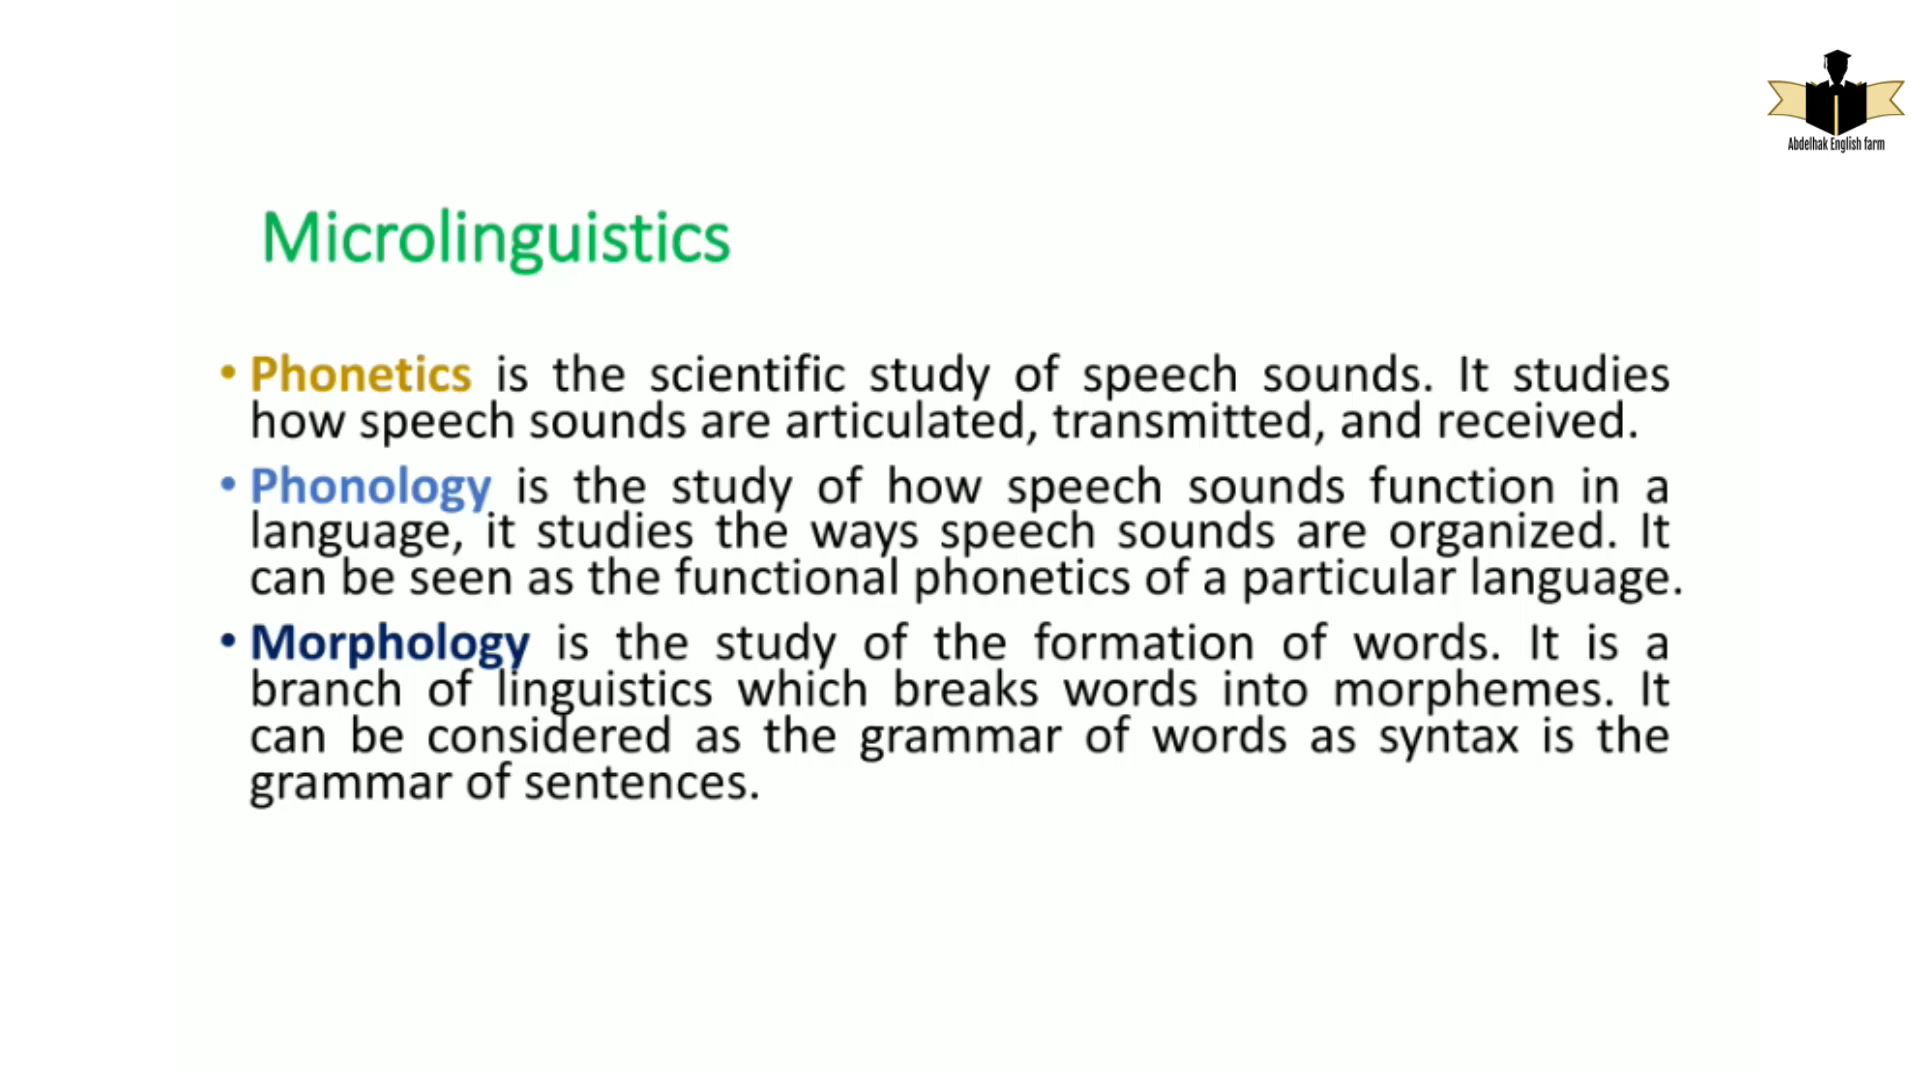 Abdelhak English farm
Microlinguistics
• Phonetics is the scientific study of speech sounds. It studies
how speech sounds are articulated, transmitted, and received.
• Phonology is the study of how speech sounds function in a
language, it studies the ways speech sounds are organized. It
can be seen as the functional phonetics of a particular language.
• Morphology is the study of the formation of words. It is a
branch of linguistics which breaks words into morphemes. It
can be considered as the grammar of words as syntax is the
grammar of sentences.